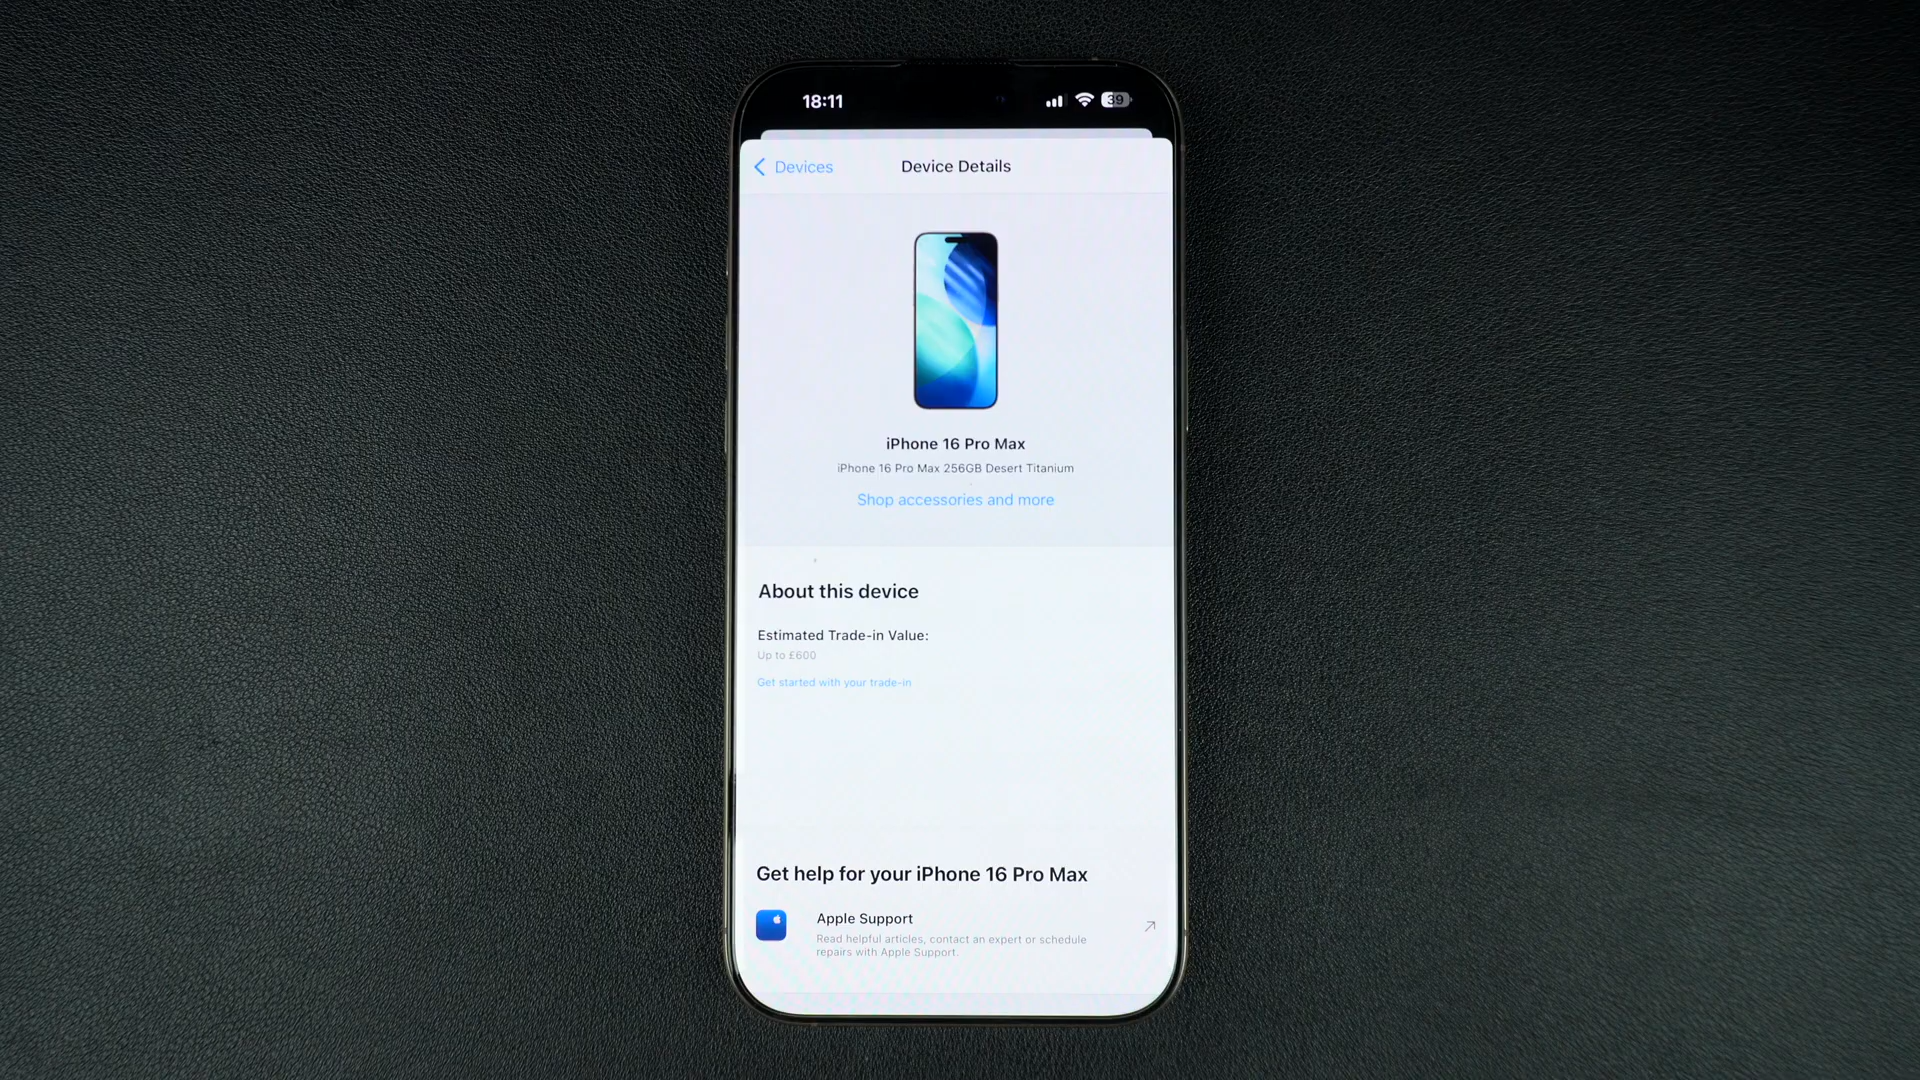 18:11
39
Devices
Device Details
iPhone 16 Pro Max
iPhone 16 Pro Max 256GB Desert Titanium
Shop accessories and more
About this device
Estimated Trade-in Value:
Up to £600
Get started with your trade-in
Get help for your iPhone 16 Pro Max
Apple Support
Read helpful articles, contact an expert or schedule
repairs with Apple Support.